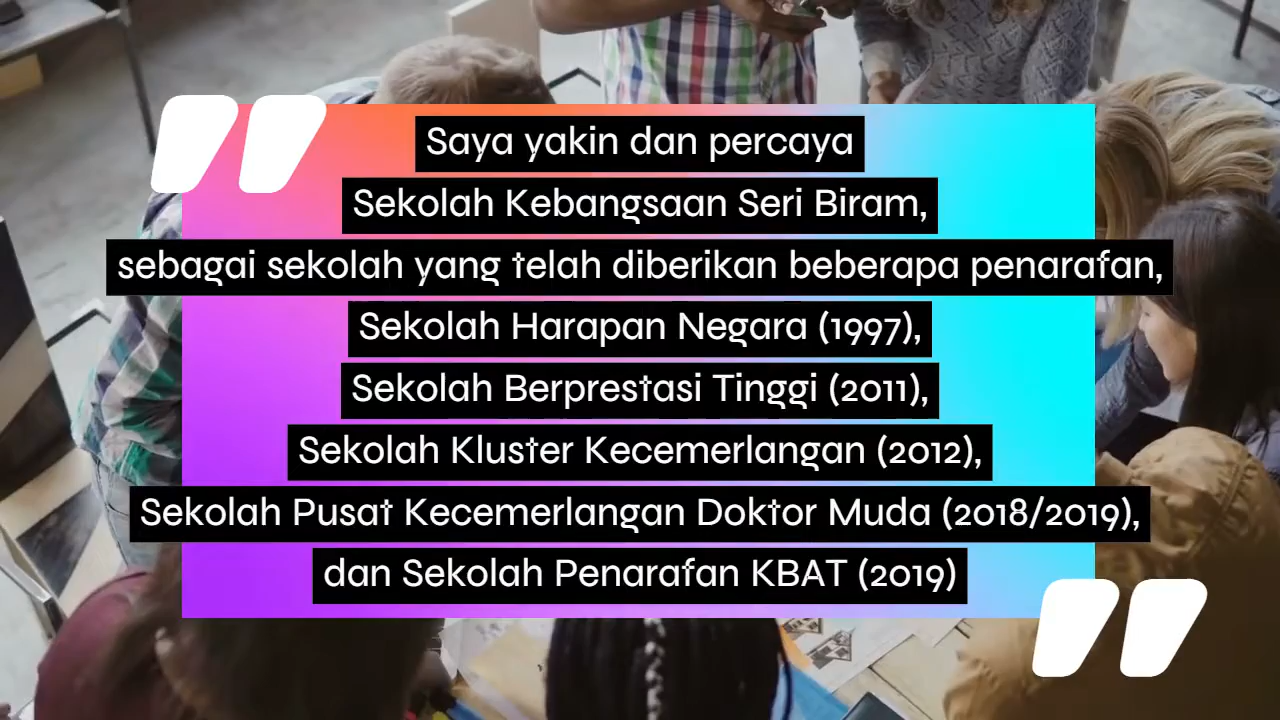 Saya yakin dan percaya
Sekolah Kebangsaan Seri Biram,
sebagai sekolah yang telah diberikan beberapa penarafan,
Sekolah Harapan Negara (1997),
Sekolah Berprestasi Tinggi (2011),
Sekolah Kluster Kecemerlangan (2012),
Sekolah Pusat Kecemerlangan Doktor Muda (2018/2019),
dan Sekolah Penarafan KBAT (2019)